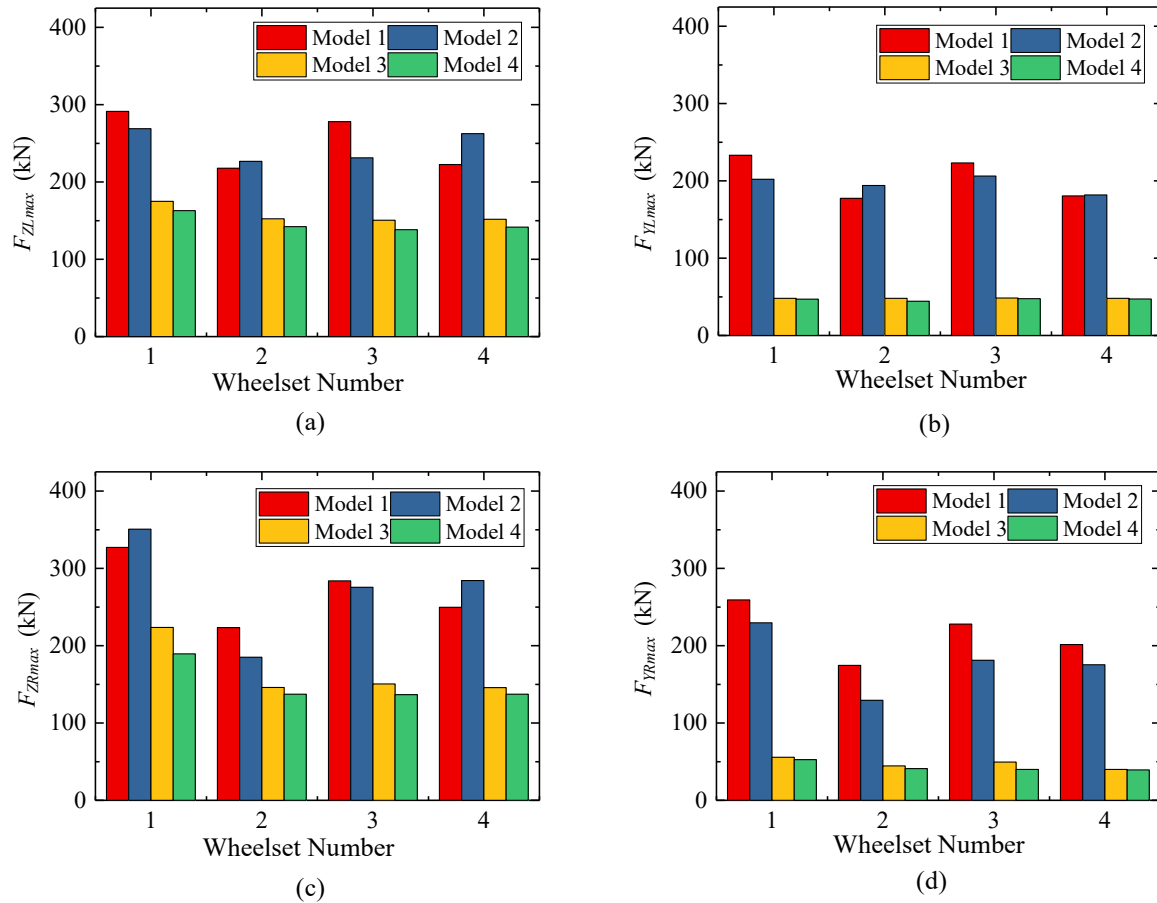 400
300
200
100
0
F_ZLmax (kN)
Model 1 Model 2
Model 3 Model 4
1 2 3 4
Wheelset Number
(a)
400
300
200
100
0
F_YLmax (kN)
Model 1 Model 2
Model 3 Model 4
1 2 3 4
Wheelset Number
(b)
400
300
200
100
0
F_ZRmax (kN)
Model 1 Model 2
Model 3 Model 4
1 2 3 4
Wheelset Number
(c)
400
300
200
100
0
F_YRmax (kN)
Model 1 Model 2
Model 3 Model 4
1 2 3 4
Wheelset Number
(d)